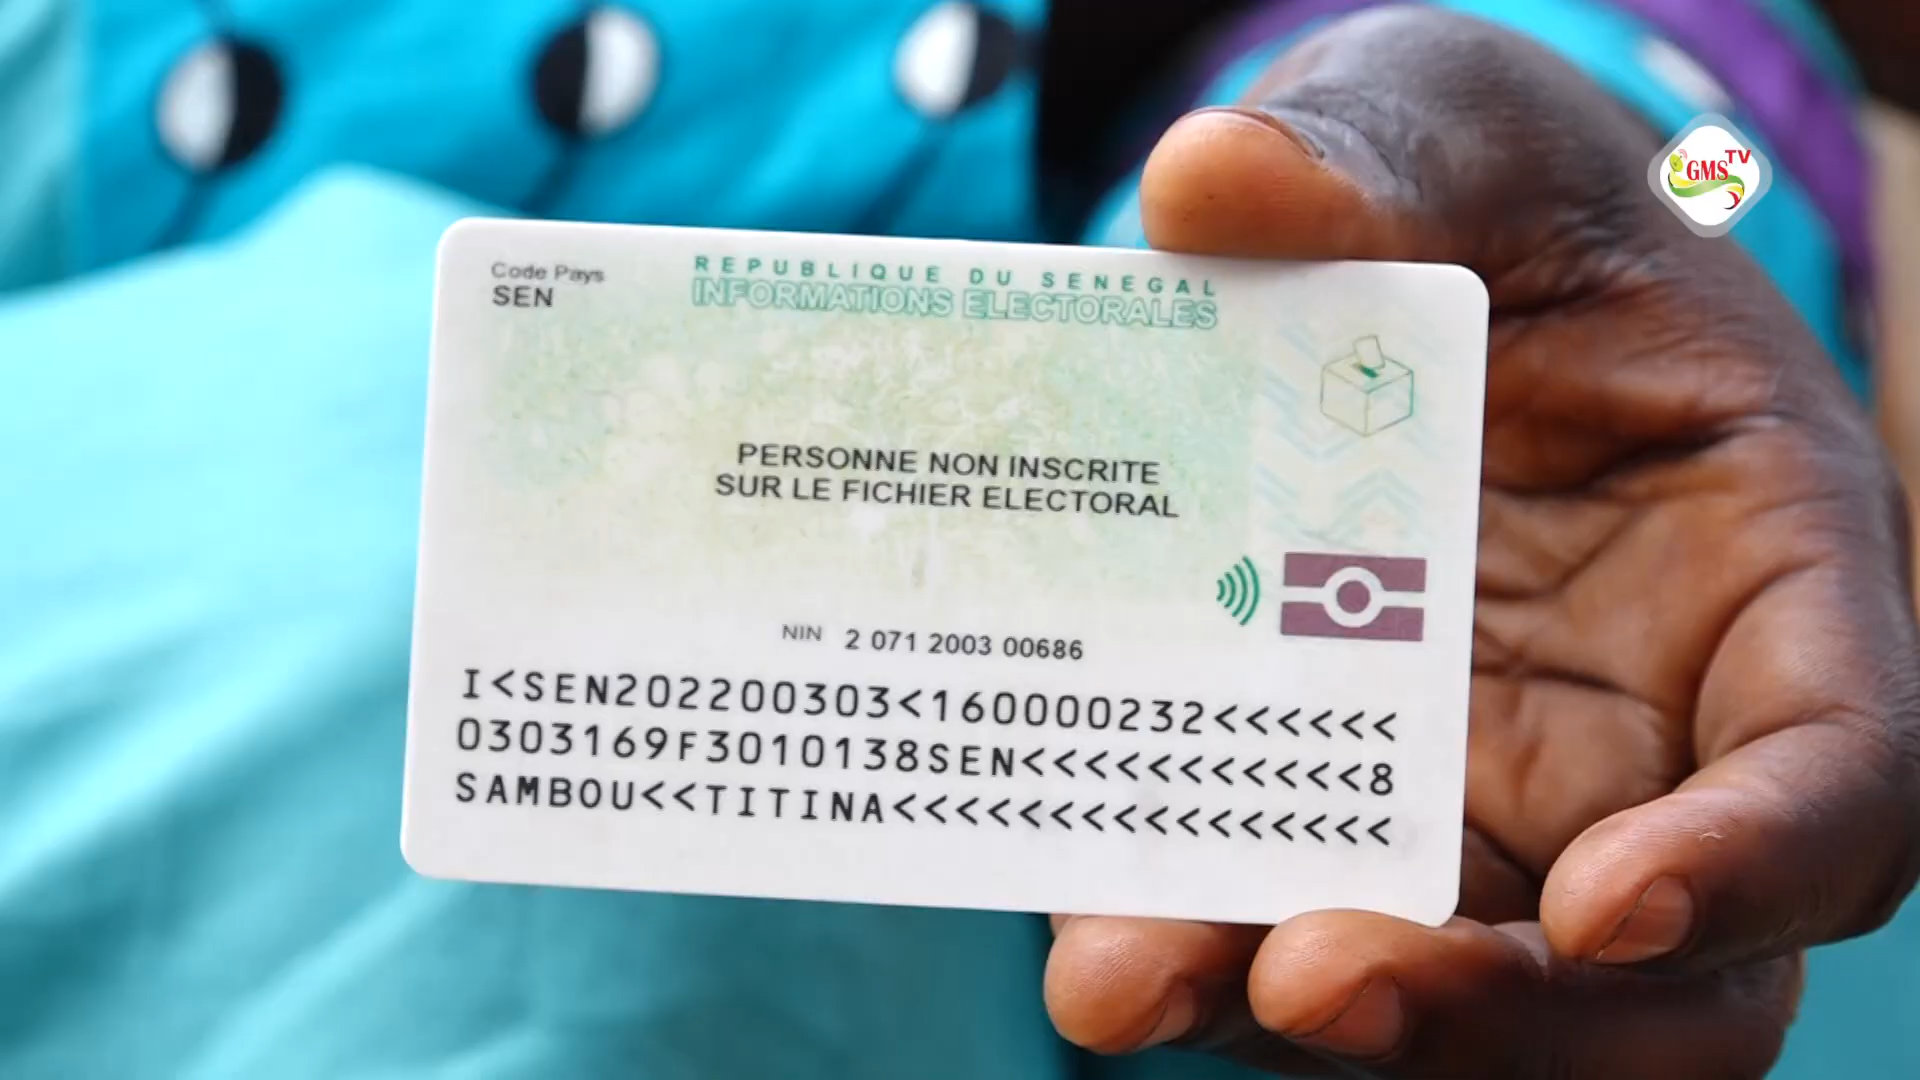 GMS TV
Code Pays
SEN
REPUBLIQUE DU SENEGAL
INFORMATIONS ELECTORALES
PERSONNE NON INSCRITE
SUR LE FICHIER ELECTORAL
NIN 2 071 2003 00686
I<SEN202200303<160000232<<<<<<
0303169F3010138SEN<<<<<<<<<<<8
SAMBOU<<TITINA<<<<<<<<<<<<<<<<